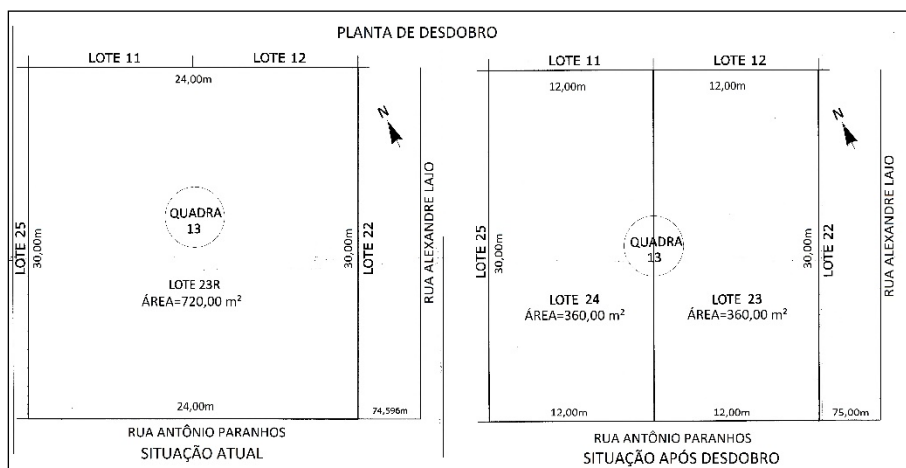 PLANTA DE DESDOBRO
LOTE 11
LOTE 12
24,00m
N
QUADRA
13
LOTE 25
30,00m
30,00m
LOTE 22
RUA ALEXANDRE LAJO
LOTE 23R
ÁREA=720,00 m²
24,00m
74,596m
RUA ANTÔNIO PARANHOS
SITUAÇÃO ATUAL
LOTE 11
LOTE 12
12,00m
12,00m
N
QUADRA
13
LOTE 25
30,00m
30,00m
LOTE 22
RUA ALEXANDRE LAJO
LOTE 24
ÁREA=360,00 m²
LOTE 23
ÁREA=360,00 m²
12,00m
12,00m
75,00m
RUA ANTÔNIO PARANHOS
SITUAÇÃO APÓS DESDOBRO